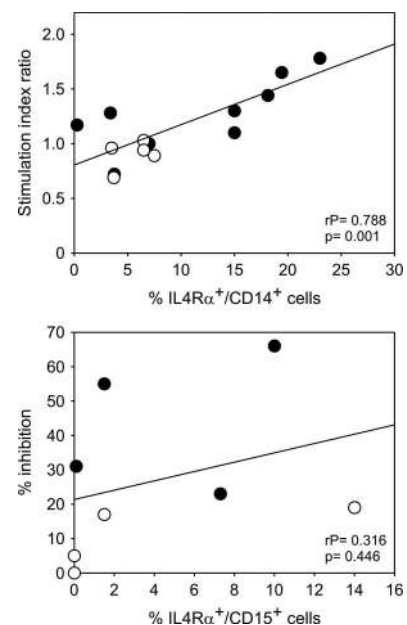 2.0
1.5
1.0
0.5
0
Stimulation index ratio
rP= 0.788
p= 0.001
0 5 10 15 20 25 30
% IL4Rα⁺/CD14⁺ cells
70
60
50
40
30
20
10
0
% inhibition
rP= 0.316
p= 0.446
0 2 4 6 8 10 12 14 16
% IL4Rα⁺/CD15⁺ cells